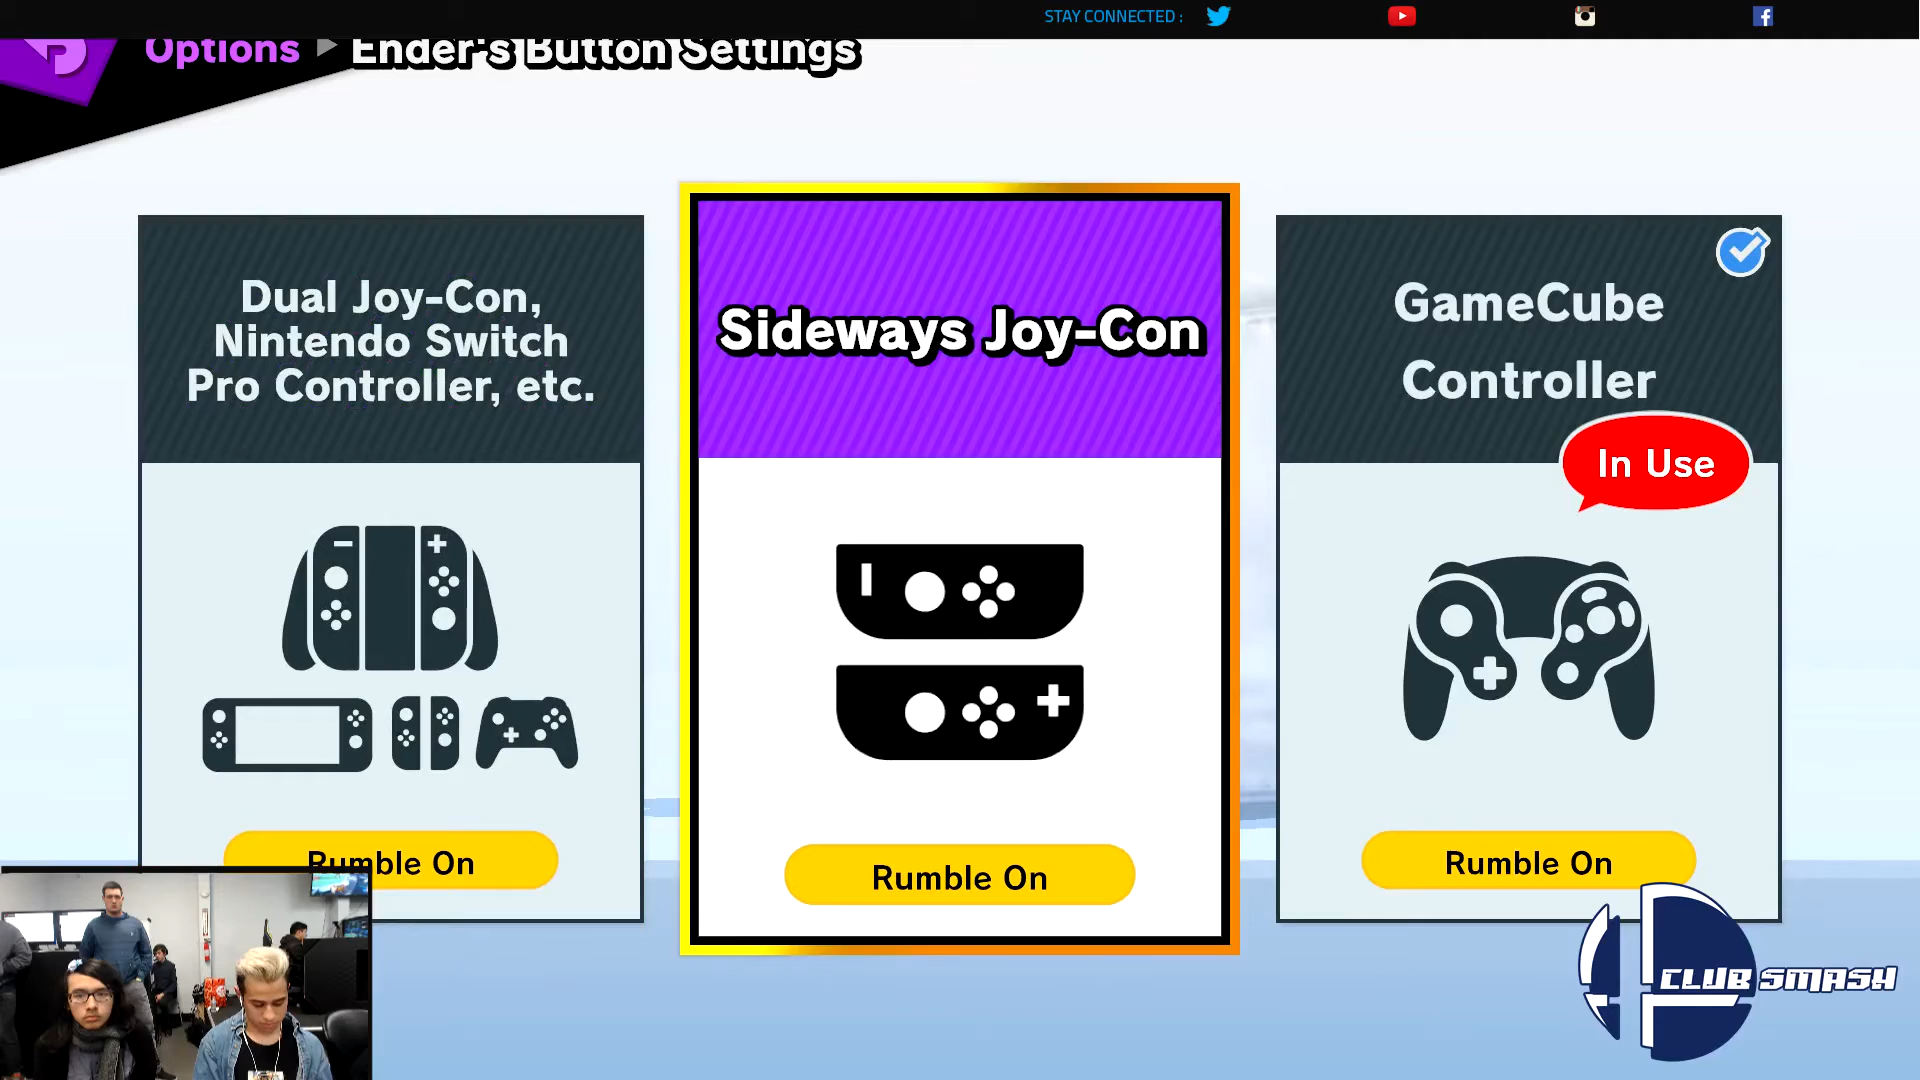 STAY CONNECTED :
Options ▶ Ender's Button Settings
Dual Joy-Con,
Nintendo Switch
Pro Controller, etc.
Rumble On
Sideways Joy-Con
Rumble On
GameCube
Controller
In Use
Rumble On
CLUB SMASH